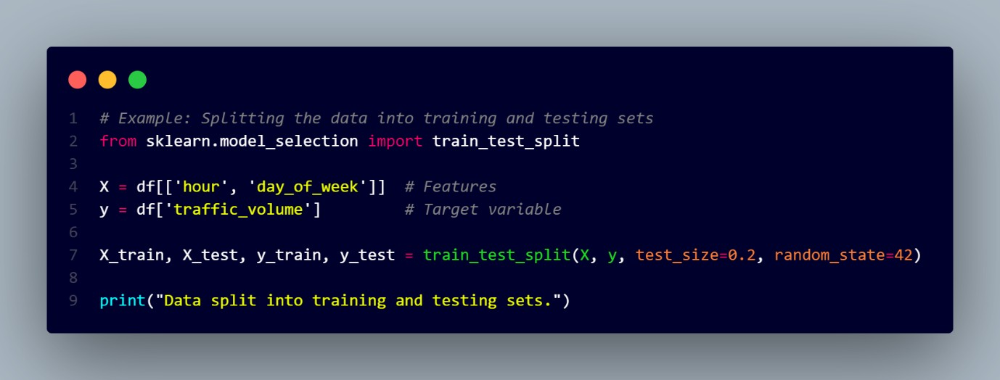 1 # Example: Splitting the data into training and testing sets
2 from sklearn.model_selection import train_test_split
3
4 X = df[['hour', 'day_of_week']]  # Features
5 y = df['traffic_volume']         # Target variable
6
7 X_train, X_test, y_train, y_test = train_test_split(X, y, test_size=0.2, random_state=42)
8
9 print("Data split into training and testing sets.")